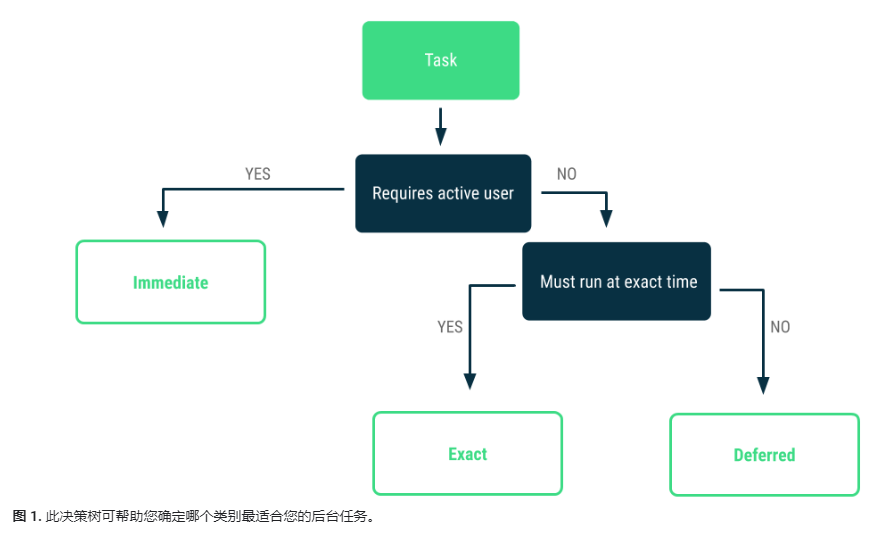 Task
YES
Requires active user
NO
Immediate
Must run at exact time
YES
NO
Exact
Deferred
图 1. 此决策树可帮助您确定哪个类别最适合您的后台任务。